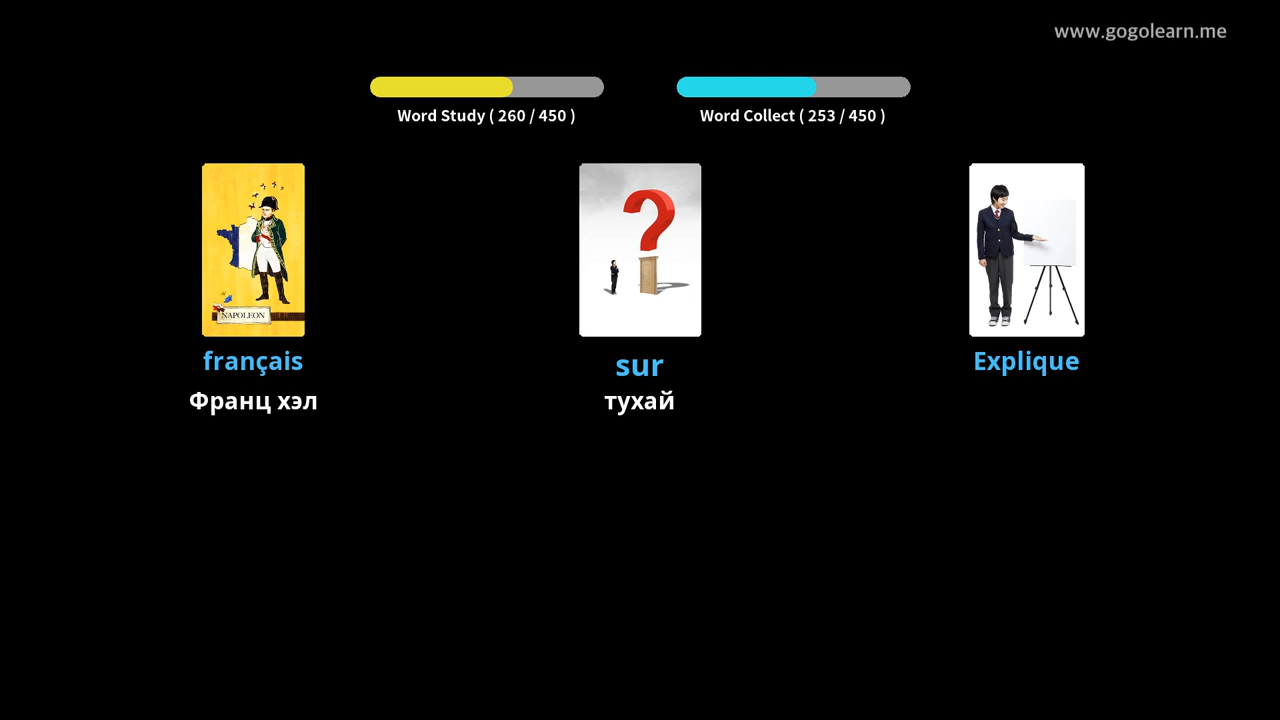 www.gogolearn.me
Word Study ( 260 / 450 )
Word Collect ( 253 / 450 )
NAPOLEON
français
sur
Explique
Франц хэл
тухай